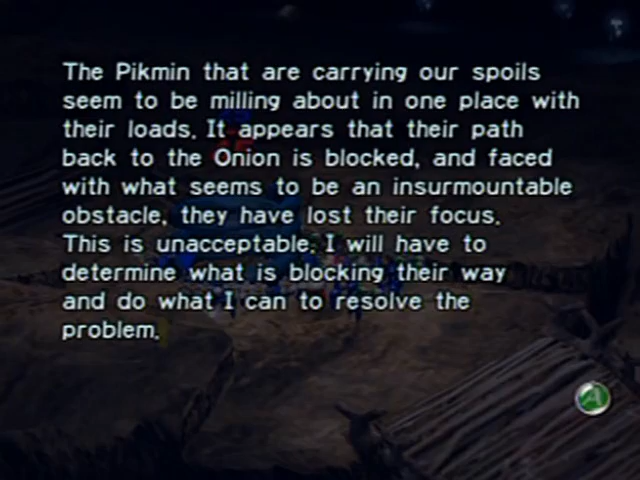 The Pikmin that are carrying our spoils
seem to be milling about in one place with
their loads. It appears that their path
back to the Onion is blocked, and faced
with what seems to be an insurmountable
obstacle, they have lost their focus.
This is unacceptable. I will have to
determine what is blocking their way
and do what I can to resolve the
problem.
A